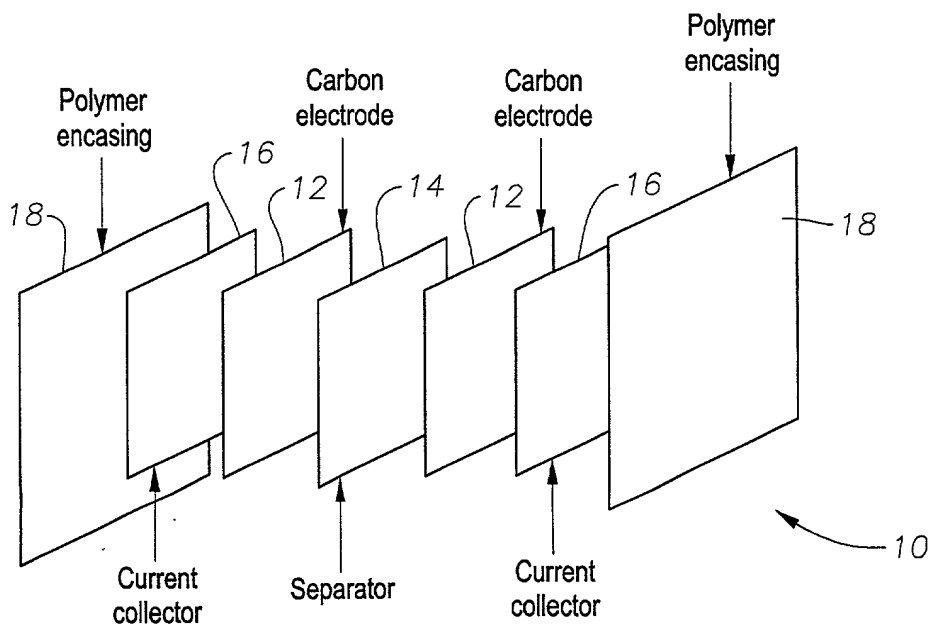 Polymer
encasing
Carbon
electrode
Carbon
electrode
Polymer
encasing
16
12
14
12
16
18
18
Current
collector
Separator
Current
collector
10